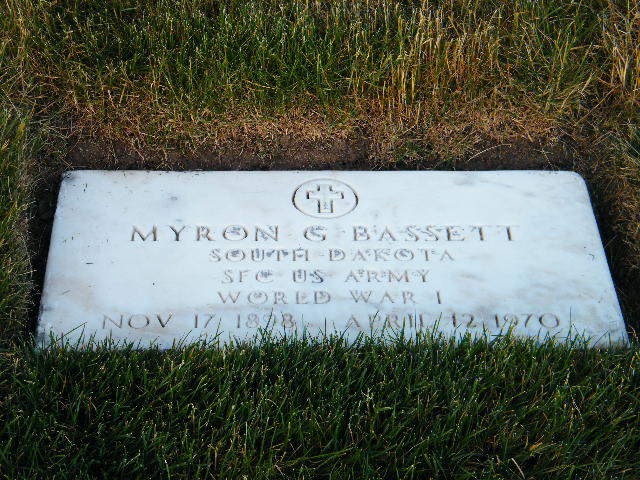 MYRON G BASSETT
SOUTH DAKOTA
SFC US ARMY
WORLD WAR I
NOV 17 1898 APRIL 12 1970